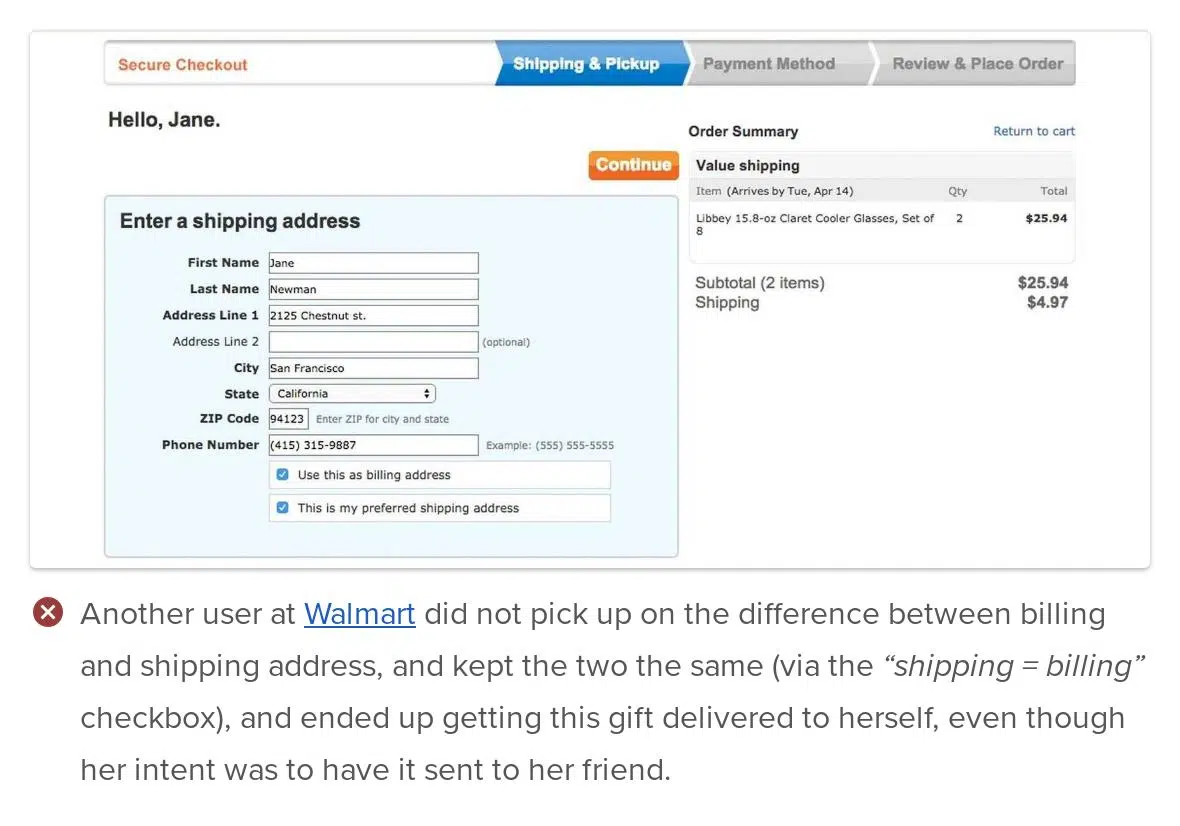 Secure Checkout
Shipping & Pickup
Payment Method
Review & Place Order
Hello, Jane.
Continue
Enter a shipping address
First Name Jane
Last Name Newman
Address Line 1 2125 Chestnut st.
Address Line 2 (optional)
City San Francisco
State California
ZIP Code 94123 Enter ZIP for city and state
Phone Number (415) 315-9887 Example: (555) 555-5555
Use this as billing address
This is my preferred shipping address
Order Summary Return to cart
Value shipping
Item (Arrives by Tue, Apr 14) Qty Total
Libbey 15.8-oz Claret Cooler Glasses, Set of 2 $25.94
8
Subtotal (2 items) $25.94
Shipping $4.97
Another user at Walmart did not pick up on the difference between billing
and shipping address, and kept the two the same (via the “shipping = billing”
checkbox), and ended up getting this gift delivered to herself, even though
her intent was to have it sent to her friend.